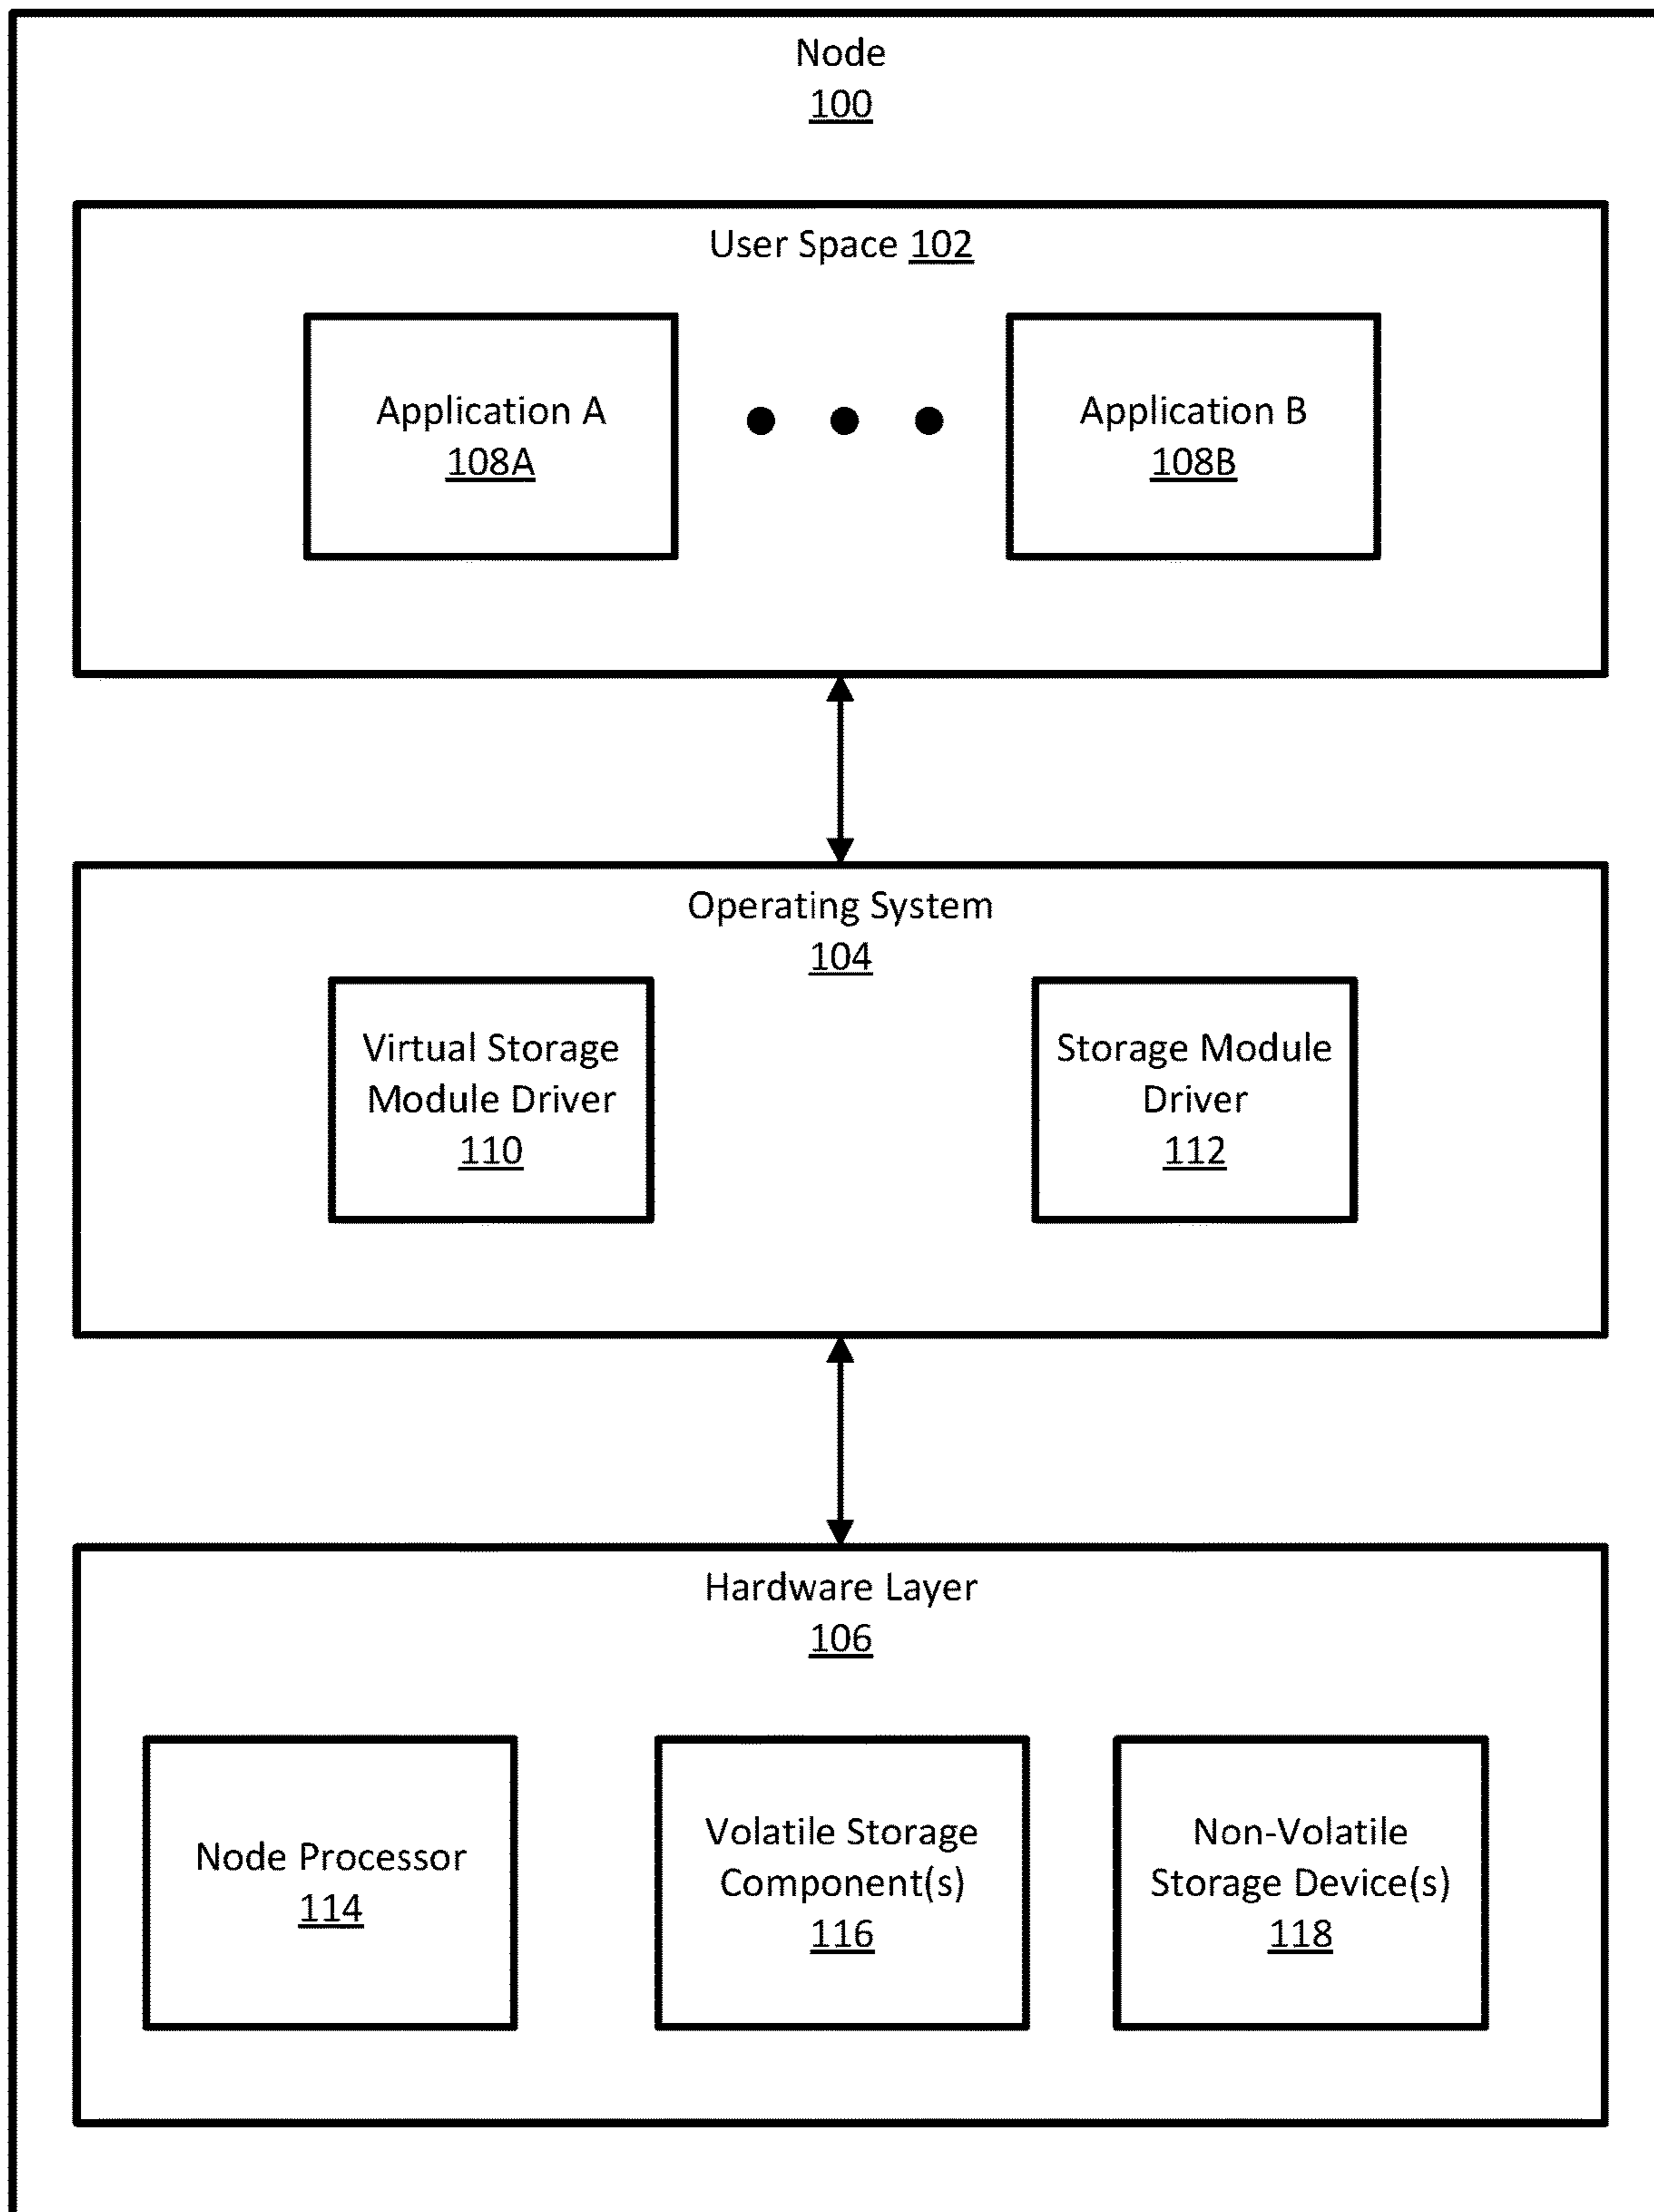 Node
100
User Space 102
Application A
108A
Application B
108B
Operating System
104
Virtual Storage
Module Driver
110
Storage Module
Driver
112
Hardware Layer
106
Node Processor
114
Volatile Storage
Component(s)
116
Non-Volatile
Storage Device(s)
118